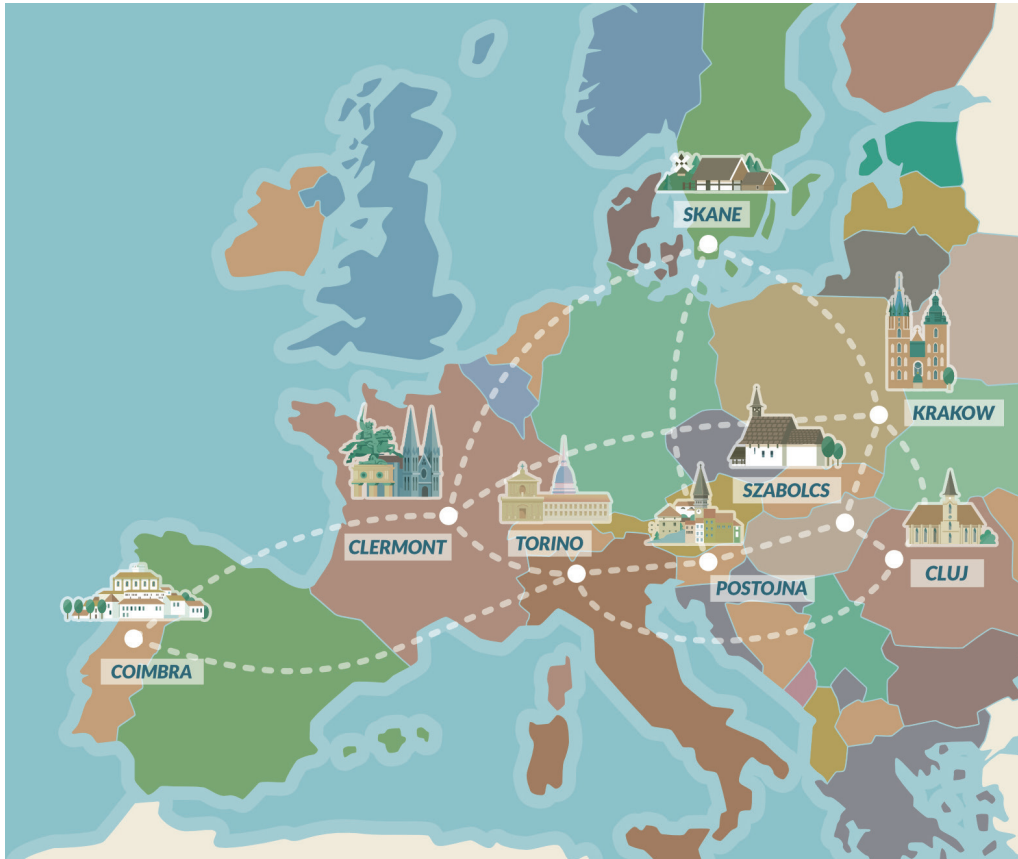 SKANE
KRAKOW
SZABOLCS
CLERMONT
TORINO
CLUJ
POSTOJNA
COIMBRA